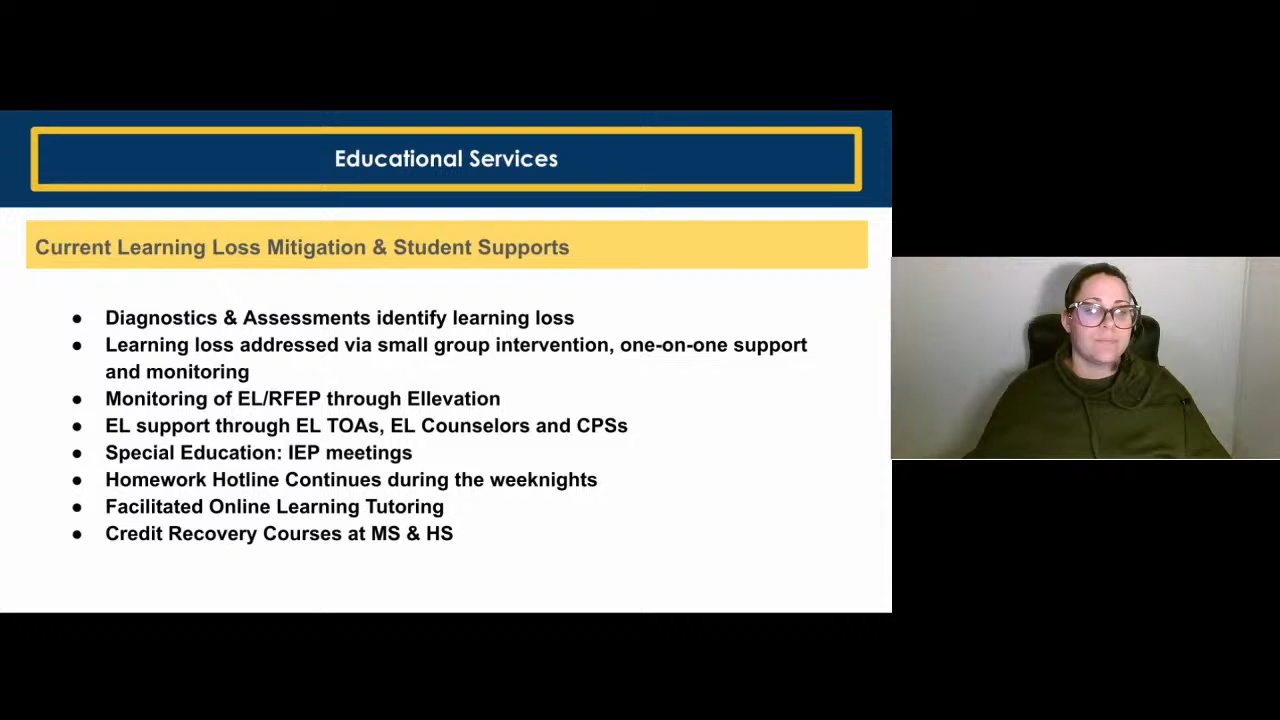 Educational Services
Current Learning Loss Mitigation & Student Supports
● Diagnostics & Assessments identify learning loss
● Learning loss addressed via small group intervention, one-on-one support
and monitoring
● Monitoring of EL/RFEP through Ellevation
● EL support through EL TOAs, EL Counselors and CPSs
● Special Education: IEP meetings
● Homework Hotline Continues during the weeknights
● Facilitated Online Learning Tutoring
● Credit Recovery Courses at MS & HS